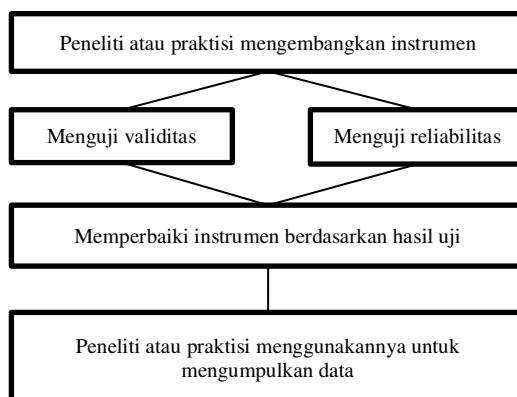 Peneliti atau praktisi mengembangkan instrumen
Menguji validitas
Menguji reliabilitas
Memperbaiki instrumen berdasarkan hasil uji
Peneliti atau praktisi menggunakannya untuk
mengumpulkan data